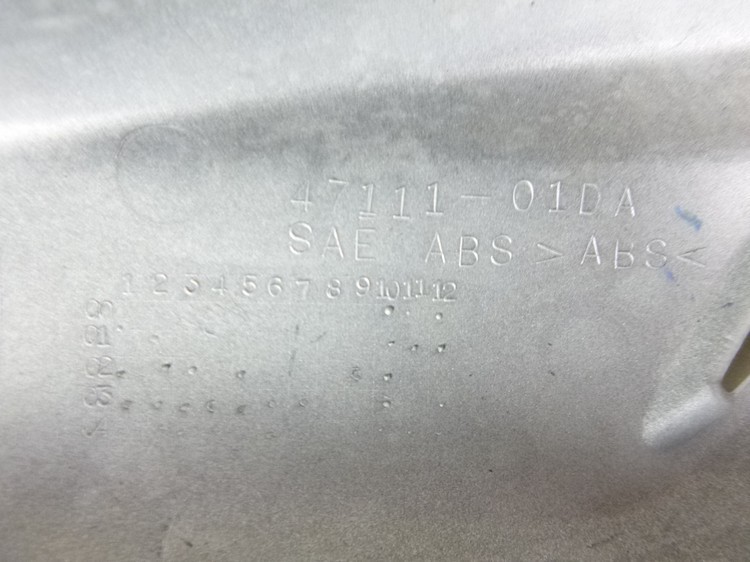 47111-01DA
SAE ABS >ABS<
1 2 3 4 5 6 7 8 9 10 11 12